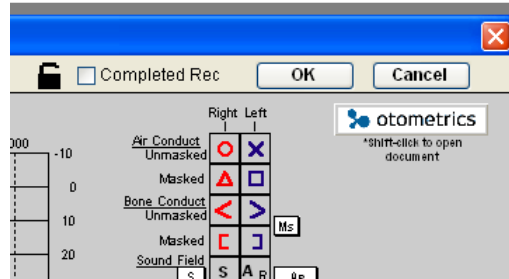 Completed Rec OK Cancel
Right Left
otometrics
*Shift-click to open
document
000
-10
0
10
20
Air Conduct
Unmasked
Masked
Bone Conduct
Unmasked
Ms
Masked
Sound Field
S S A R